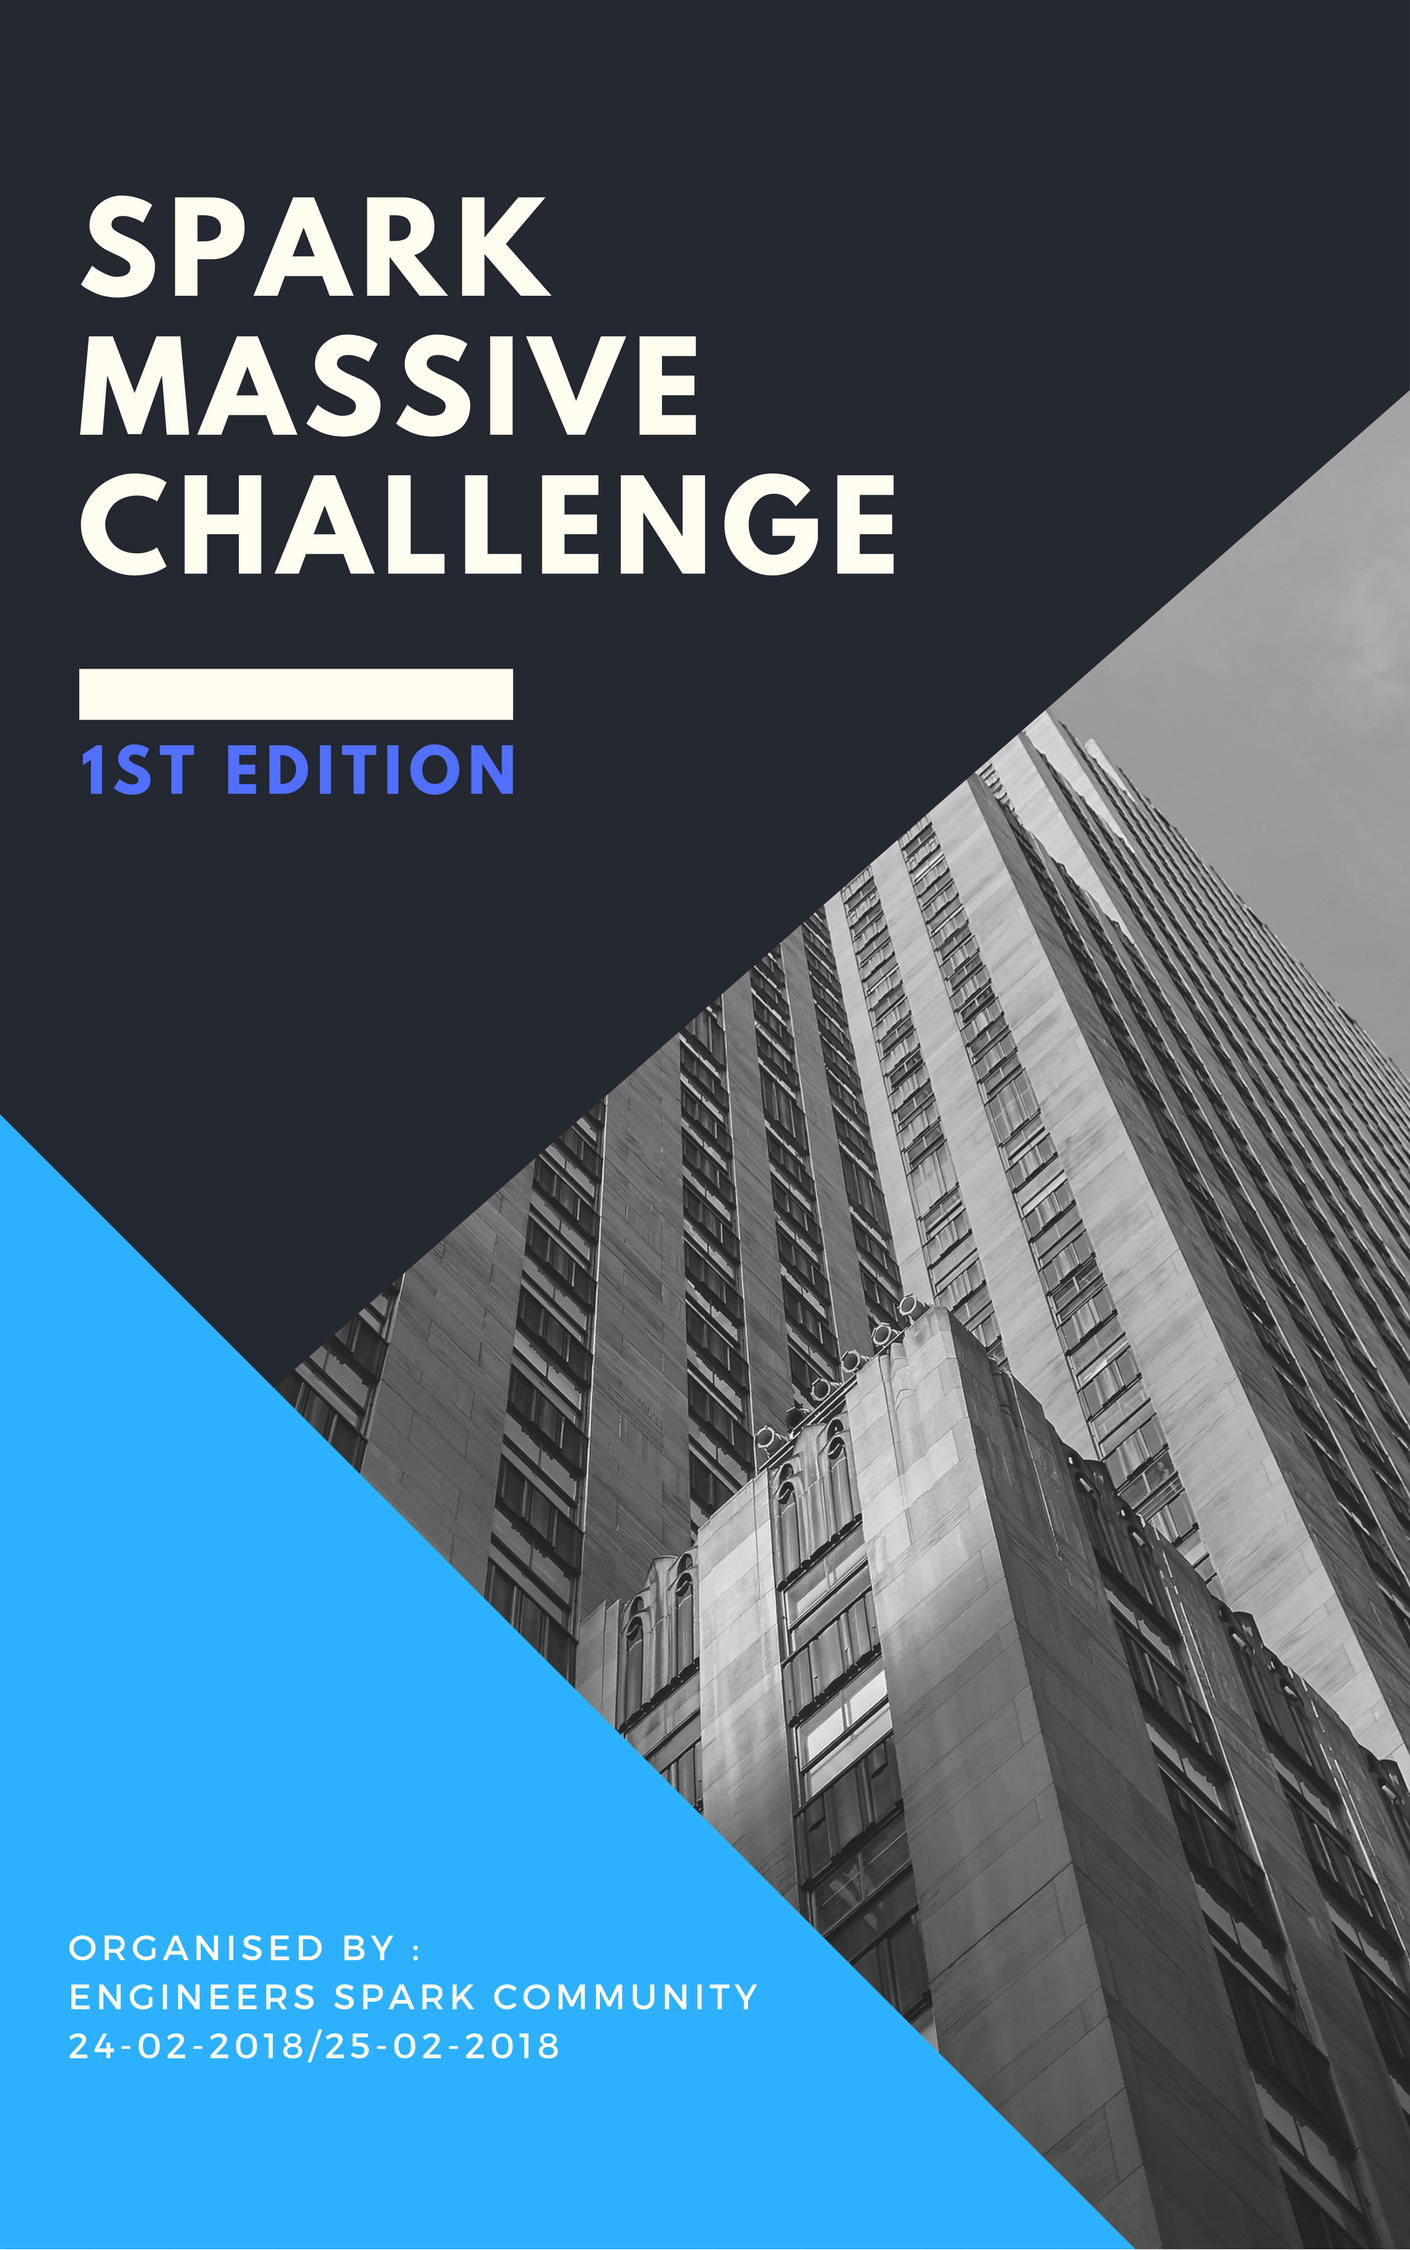 SPARK
MASSIVE
CHALLENGE
1ST EDITION
ORGANISED BY :
ENGINEERS SPARK COMMUNITY
24-02-2018/25-02-2018